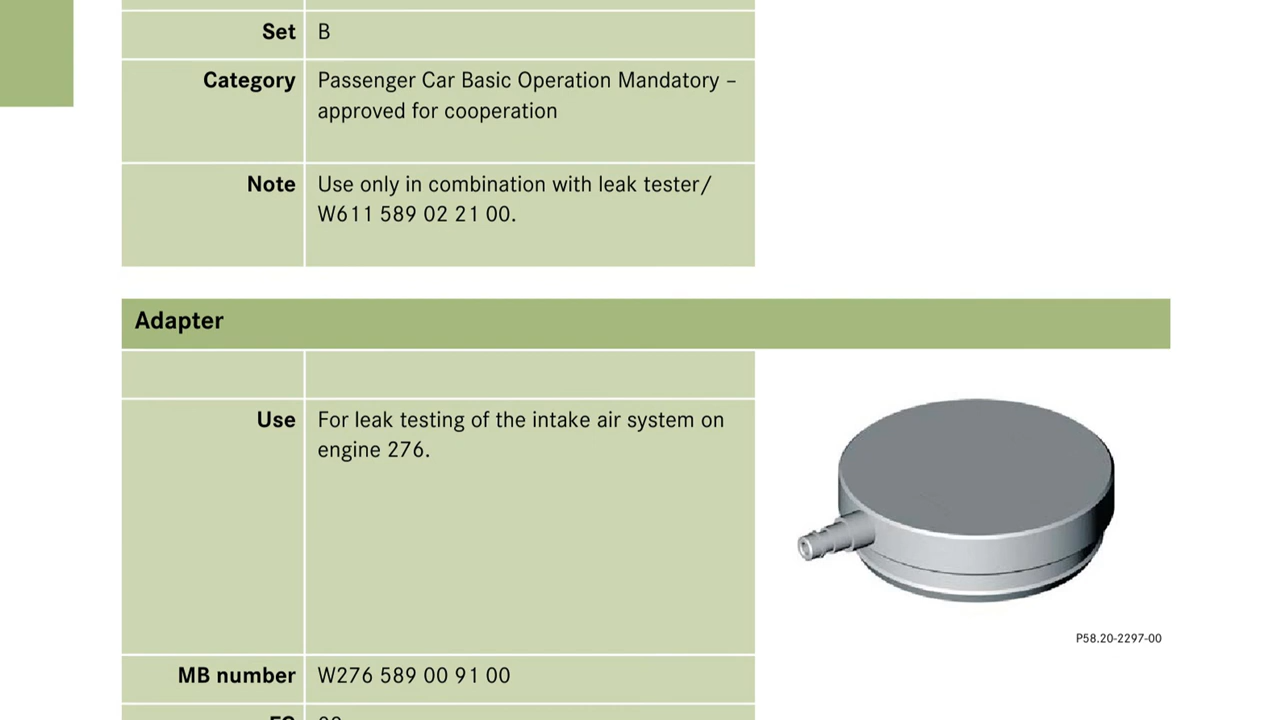 Set B
Category Passenger Car Basic Operation Mandatory –
approved for cooperation
Note Use only in combination with leak tester/
W611 589 02 21 00.
Adapter
Use For leak testing of the intake air system on
engine 276.
P58.20-2297-00
MB number W276 589 00 91 00